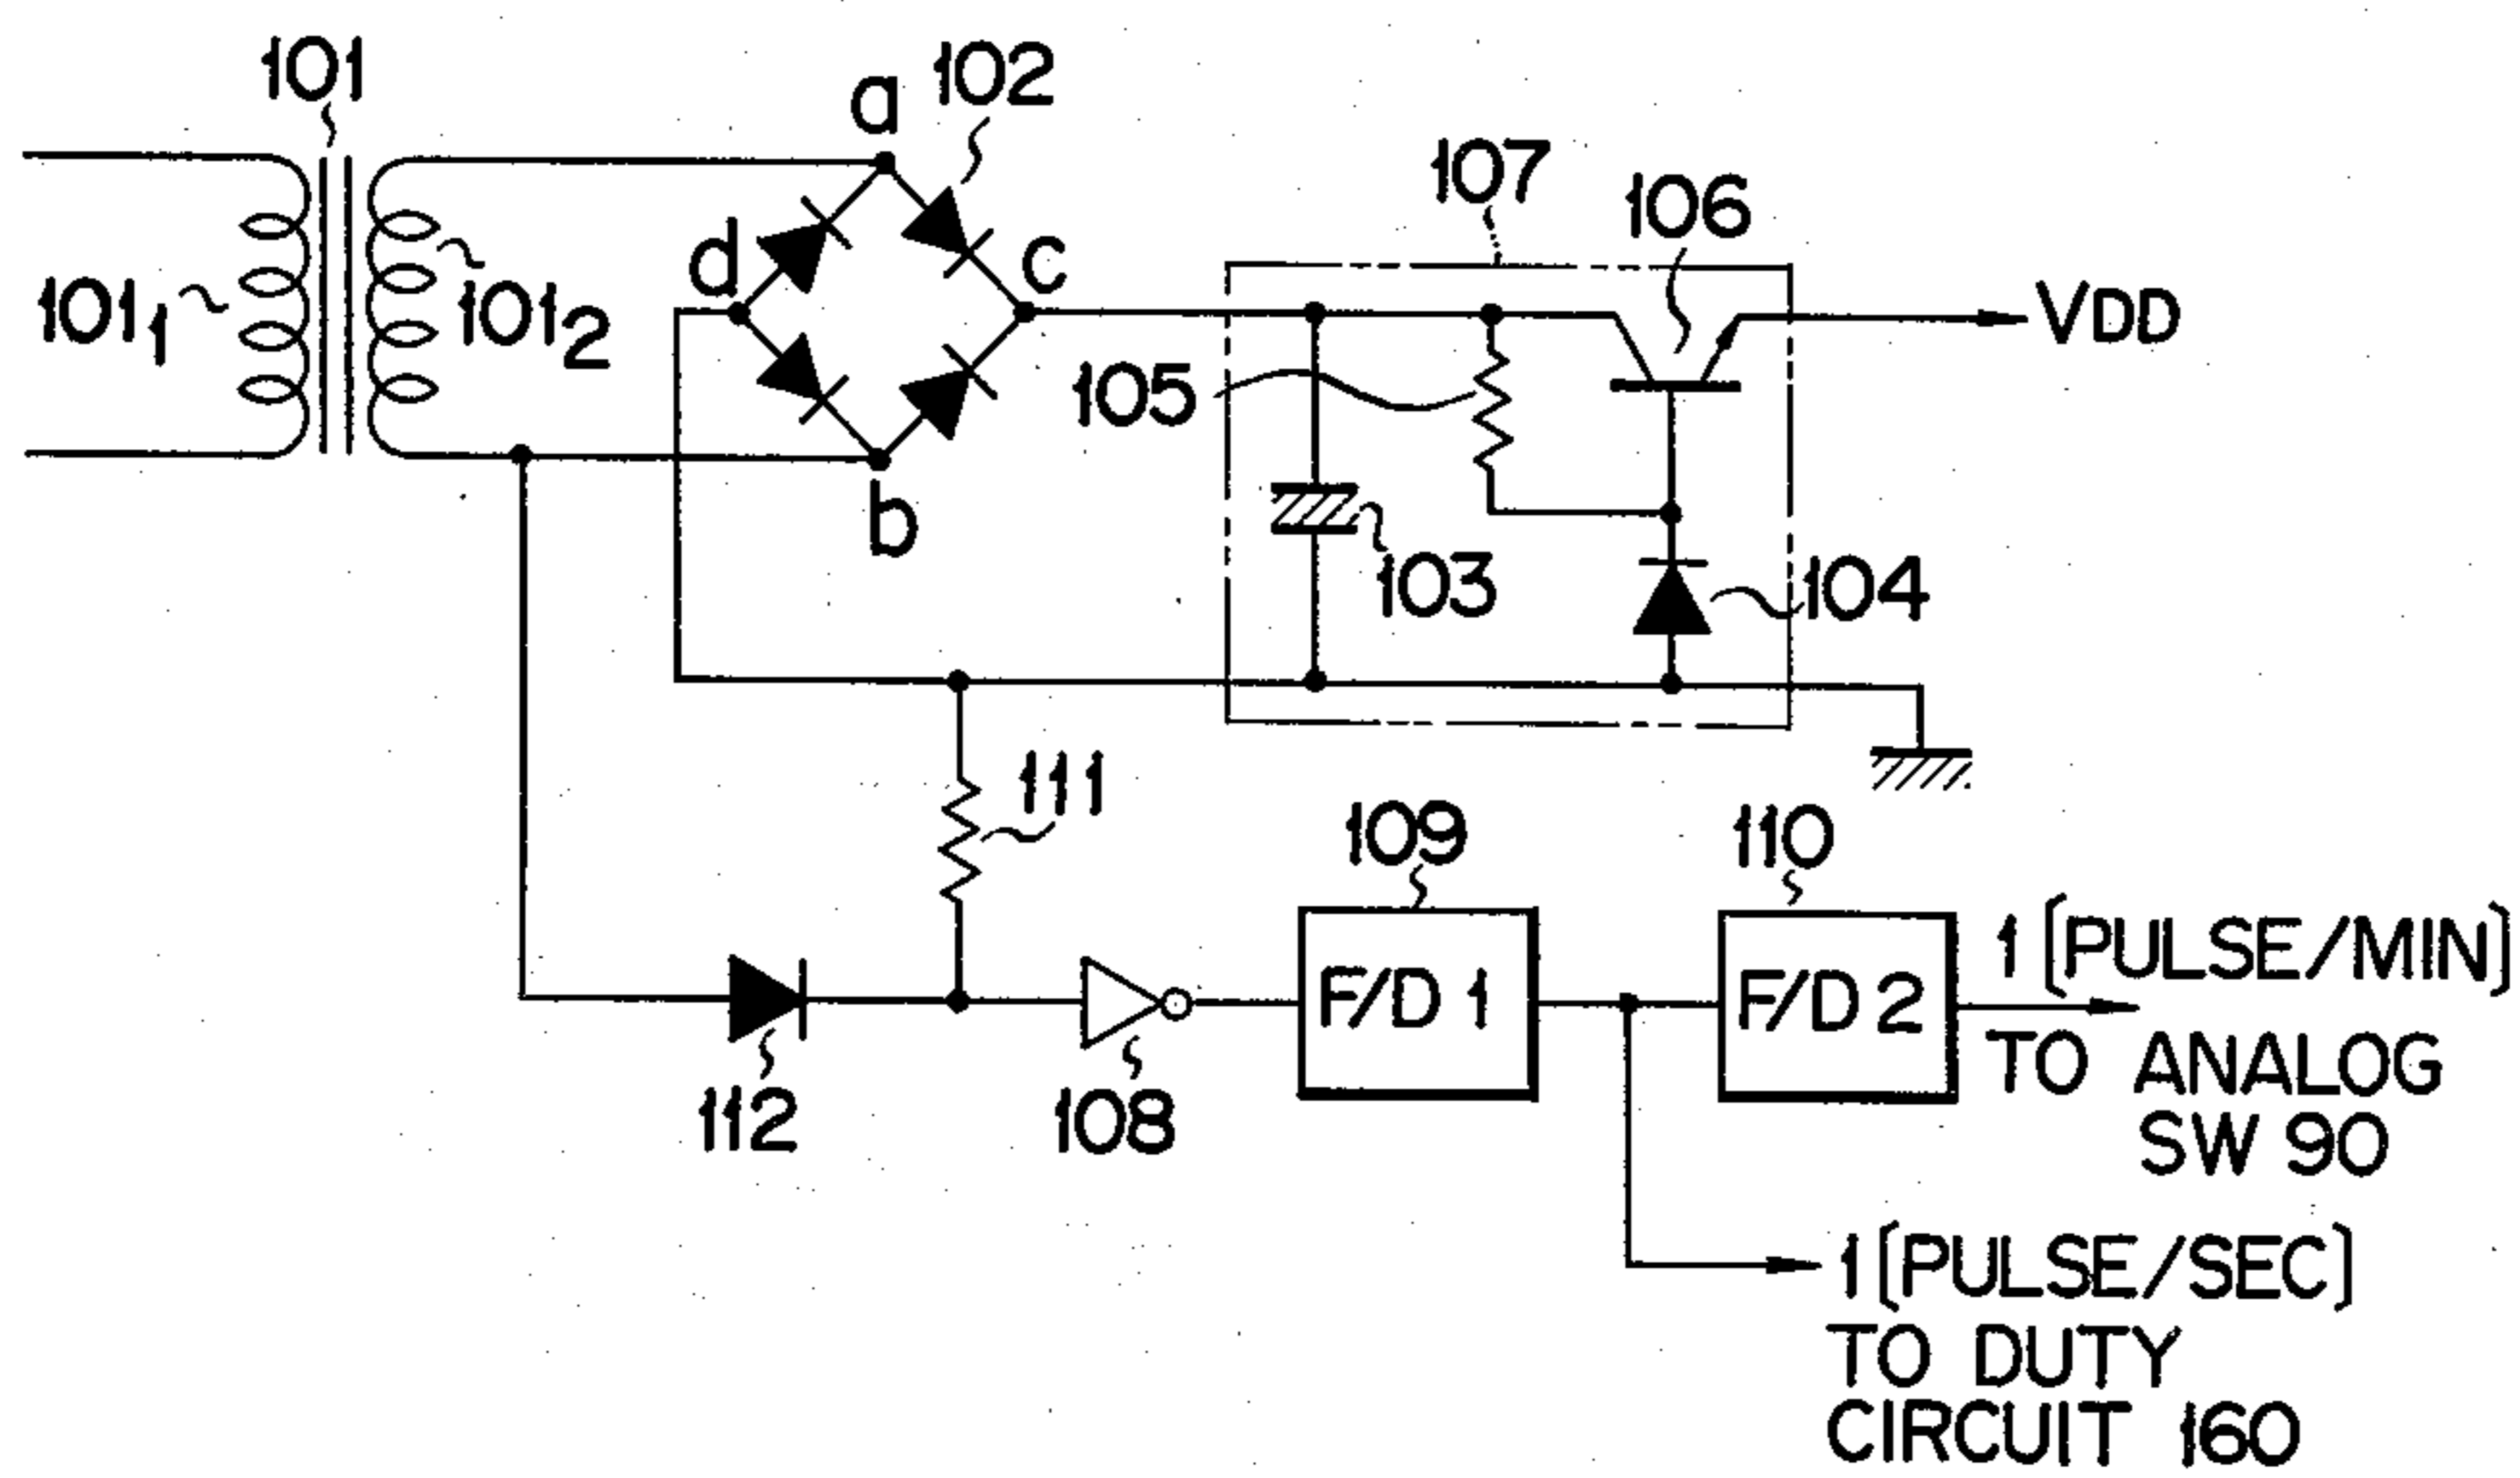 101
a
102
107
106
d
c
101₁
101₂
VDD
105
b
103
104
111
109
110
1 [PULSE/MIN]
F/D 1
F/D 2
TO ANALOG
SW 90
112
108
1 [PULSE/SEC]
TO DUTY
CIRCUIT 160